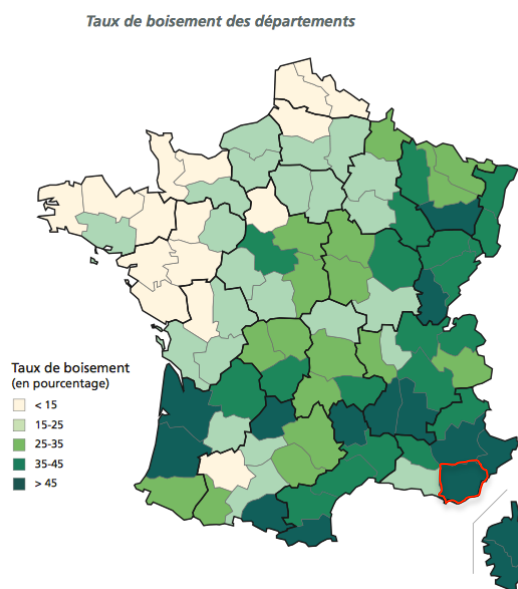 Taux de boisement des départements
Taux de boisement
(en pourcentage)
< 15
15-25
25-35
35-45
> 45